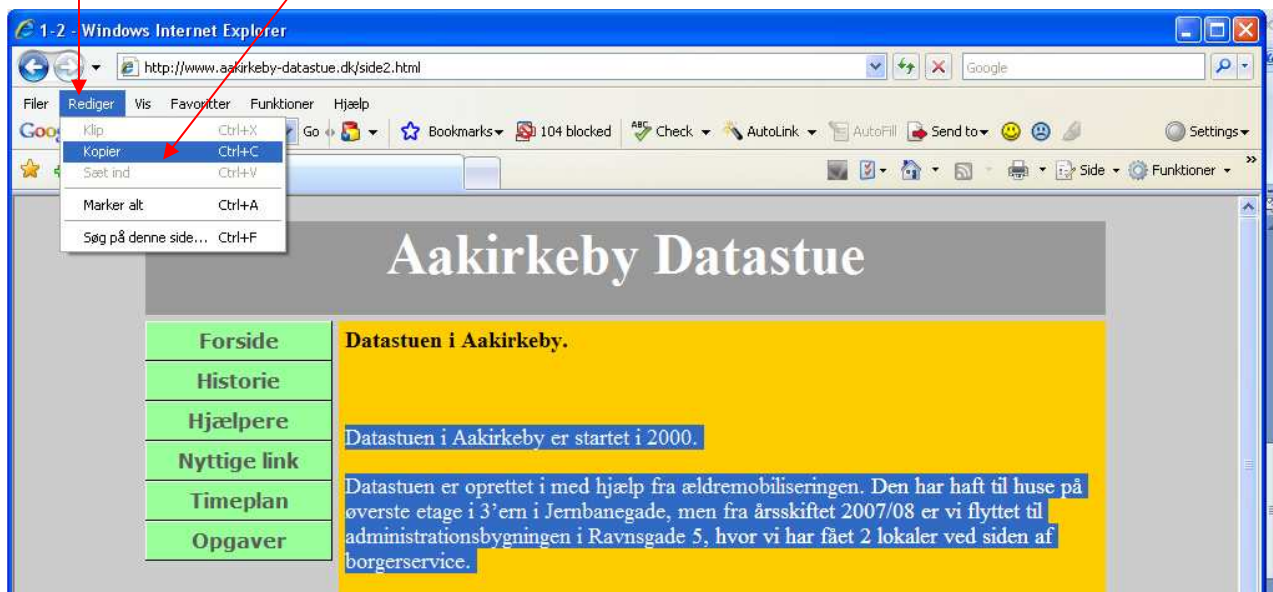 1-2 - Windows Internet Explorer
http://www.aakirkeby-datastue.dk/side2.html
Google
Filer Rediger Vis Favoritter Funktioner Hjælp
Goo Go Bookmarks 104 blocked ABC Check AutoLink AutoFill Send to Settings
Klip Ctrl+X
Kopier Ctrl+C
Sæt ind Ctrl+V
Marker alt Ctrl+A
Søg på denne side... Ctrl+F
Side Funktioner »
Aakirkeby Datastue
Forside
Historie
Hjælpere
Nyttige link
Timeplan
Opgaver
Datastuen i Aakirkeby.
Datastuen i Aakirkeby er startet i 2000.
Datastuen er oprettet i med hjælp fra ældremobiliseringen. Den har haft til huse på
øverste etage i 3’ern i Jernbanegade, men fra årsskiftet 2007/08 er vi flyttet til
administrationsbygningen i Ravnsgade 5, hvor vi har fået 2 lokaler ved siden af
borgerservice.